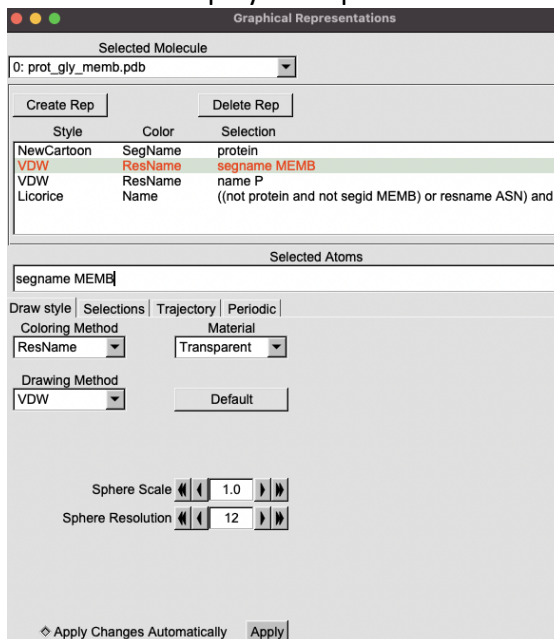 Graphical Representations
Selected Molecule
0: prot_gly_memb.pdb
Create Rep Delete Rep
Style Color Selection
NewCartoon SegName protein
VDW ResName segname MEMB
VDW ResName name P
Licorice Name ((not protein and not segid MEMB) or resname ASN) and
Selected Atoms
segname MEMB
Draw style Selections Trajectory Periodic
Coloring Method Material
ResName Transparent
Drawing Method
VDW Default
Sphere Scale 1.0
Sphere Resolution 12
Apply Changes Automatically Apply